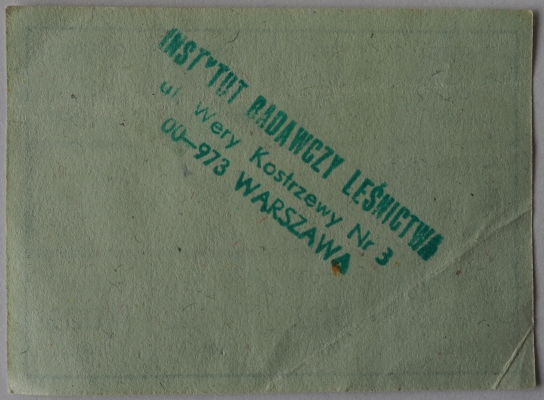 INSTYTUT BADAWCZY LEŚNICTWA
ul Wery Kostrzewy Nr 3
00-973 WARSZAWA